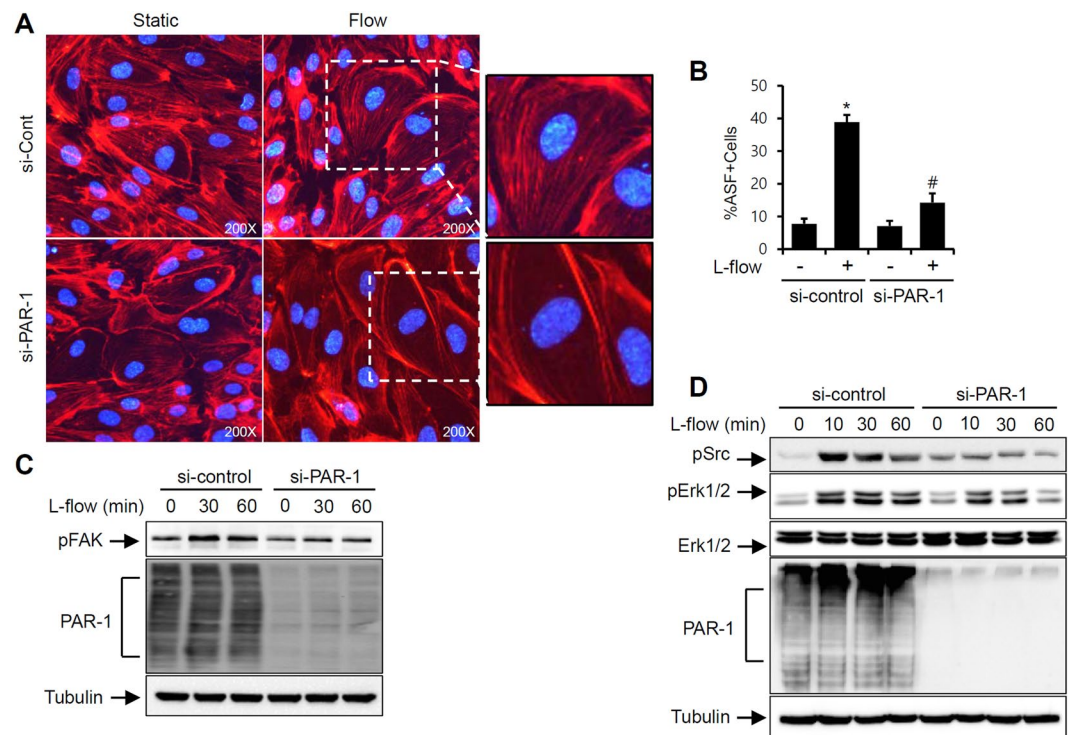 A
Static
Flow
si-Cont
200X
200X
si-PAR-1
200X
200X
B
%ASF+Cells
50
40
30
20
10
0
*
#
L-flow
- + - +
si-control si-PAR-1
C
si-control si-PAR-1
L-flow (min) 0 30 60 0 30 60
pFAK
PAR-1
Tubulin
D
si-control si-PAR-1
L-flow (min) 0 10 30 60 0 10 30 60
pSrc
pErk1/2
Erk1/2
PAR-1
Tubulin